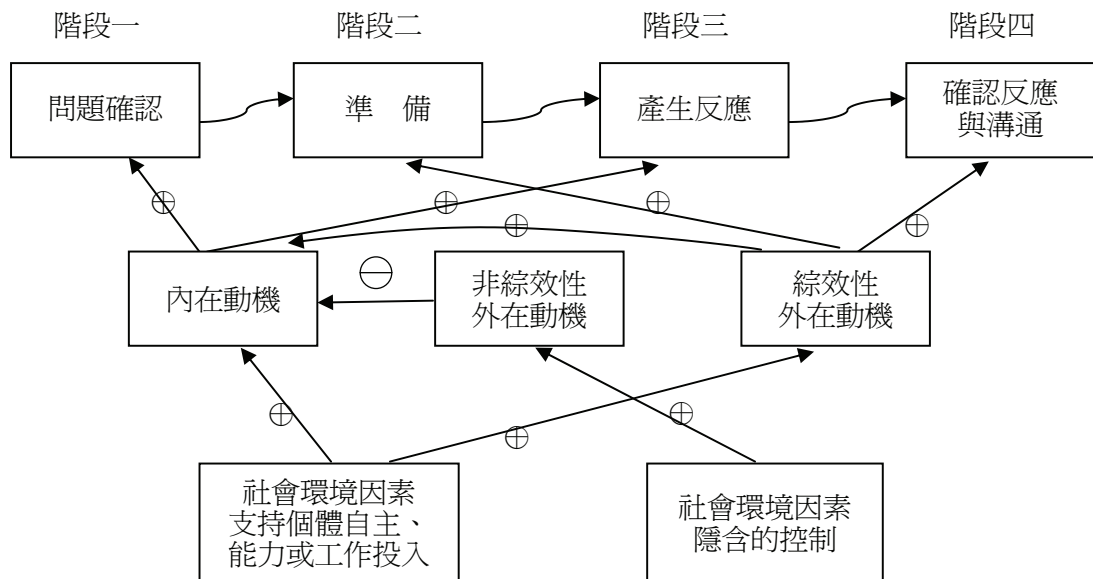 階段一
階段二
階段三
階段四
問題確認
準 備
產生反應
確認反應
與溝通
內在動機
非綜效性
外在動機
綜效性
外在動機
社會環境因素
支持個體自主、
能力或工作投入
社會環境因素
隱含的控制